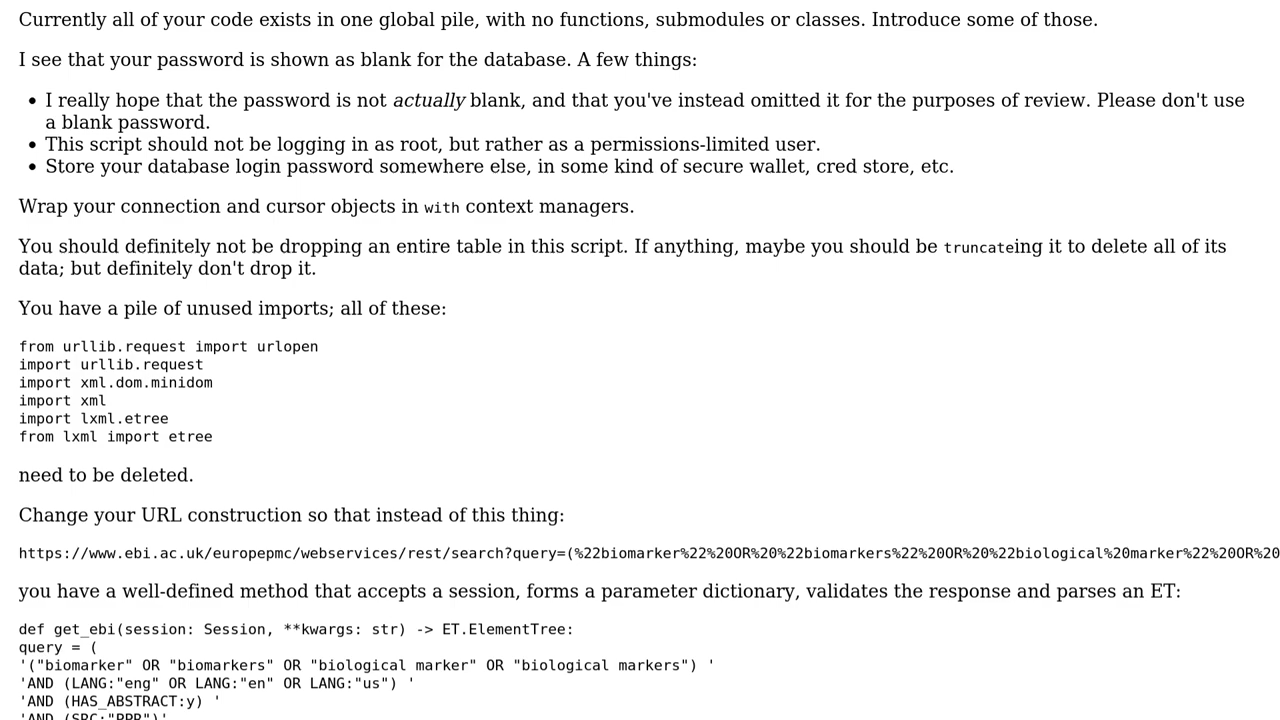 Currently all of your code exists in one global pile, with no functions, submodules or classes. Introduce some of those.
I see that your password is shown as blank for the database. A few things:
• I really hope that the password is not actually blank, and that you've instead omitted it for the purposes of review. Please don't use
a blank password.
• This script should not be logging in as root, but rather as a permissions-limited user.
• Store your database login password somewhere else, in some kind of secure wallet, cred store, etc.
Wrap your connection and cursor objects in with context managers.
You should definitely not be dropping an entire table in this script. If anything, maybe you should be truncateing it to delete all of its
data; but definitely don't drop it.
You have a pile of unused imports; all of these:
from urllib.request import urlopen
import urllib.request
import xml.dom.minidom
import xml
import lxml.etree
from lxml import etree
need to be deleted.
Change your URL construction so that instead of this thing:
https://www.ebi.ac.uk/europepmc/webservices/rest/search?query=(%22biomarker%22%20OR%20%22biomarkers%22%20OR%20%22biological%20marker%22%20OR%20
you have a well-defined method that accepts a session, forms a parameter dictionary, validates the response and parses an ET:
def get_ebi(session: Session, **kwargs: str) -> ET.ElementTree:
query = (
'("biomarker" OR "biomarkers" OR "biological marker" OR "biological markers") '
'AND (LANG:"eng" OR LANG:"en" OR LANG:"us") '
'AND (HAS_ABSTRACT:y) '
'AND (SRC:"PPR")'